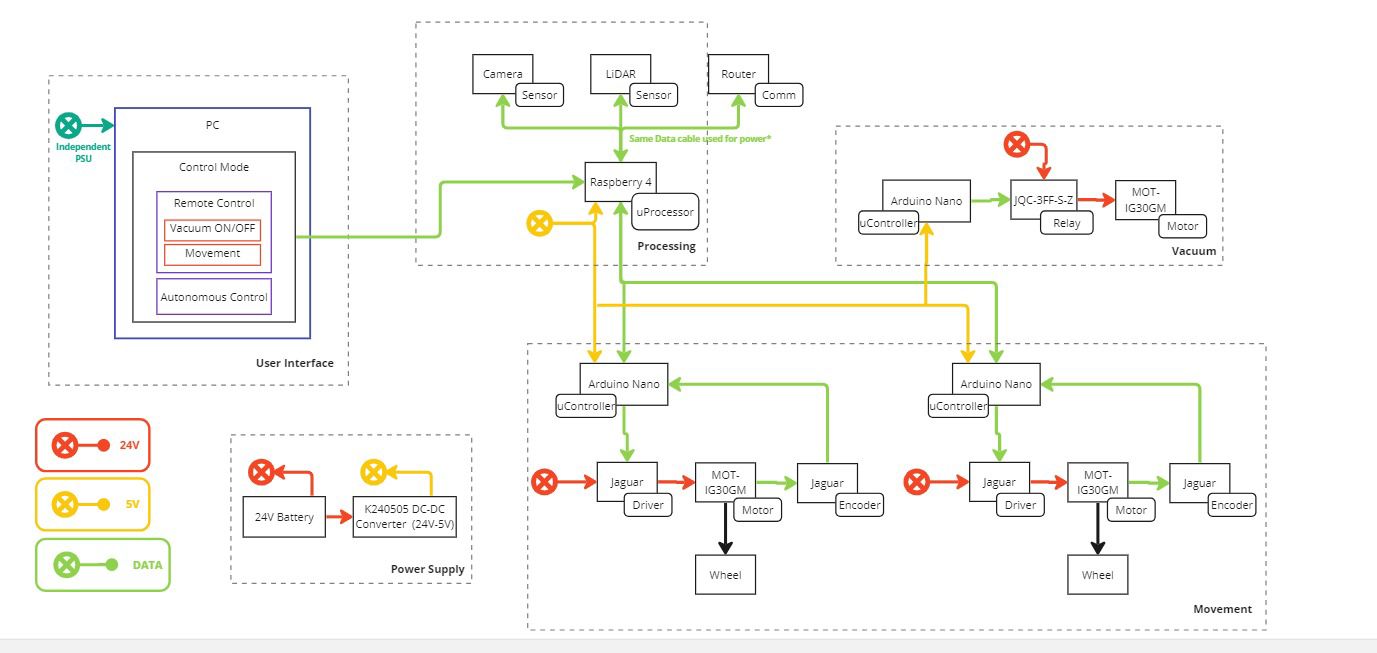 Camera
Sensor
LiDAR
Sensor
Router
Comm
Same Data cable used for power*
Raspberry 4
uProcessor
Processing
Independent
PSU
PC
Control Mode
Remote Control
Vacuum ON/OFF
Movement
Autonomous Control
User Interface
Arduino Nano
uController
JQC-3FF-S-Z
Relay
MOT-
IG30GM
Motor
Vacuum
Arduino Nano
uController
Jaguar
Driver
MOT-
IG30GM
Motor
Jaguar
Encoder
Wheel
Arduino Nano
uController
Jaguar
Driver
MOT-
IG30GM
Motor
Jaguar
Encoder
Wheel
Movement
24V
5V
DATA
24V Battery
K240505 DC-DC
Converter (24V-5V)
Power Supply